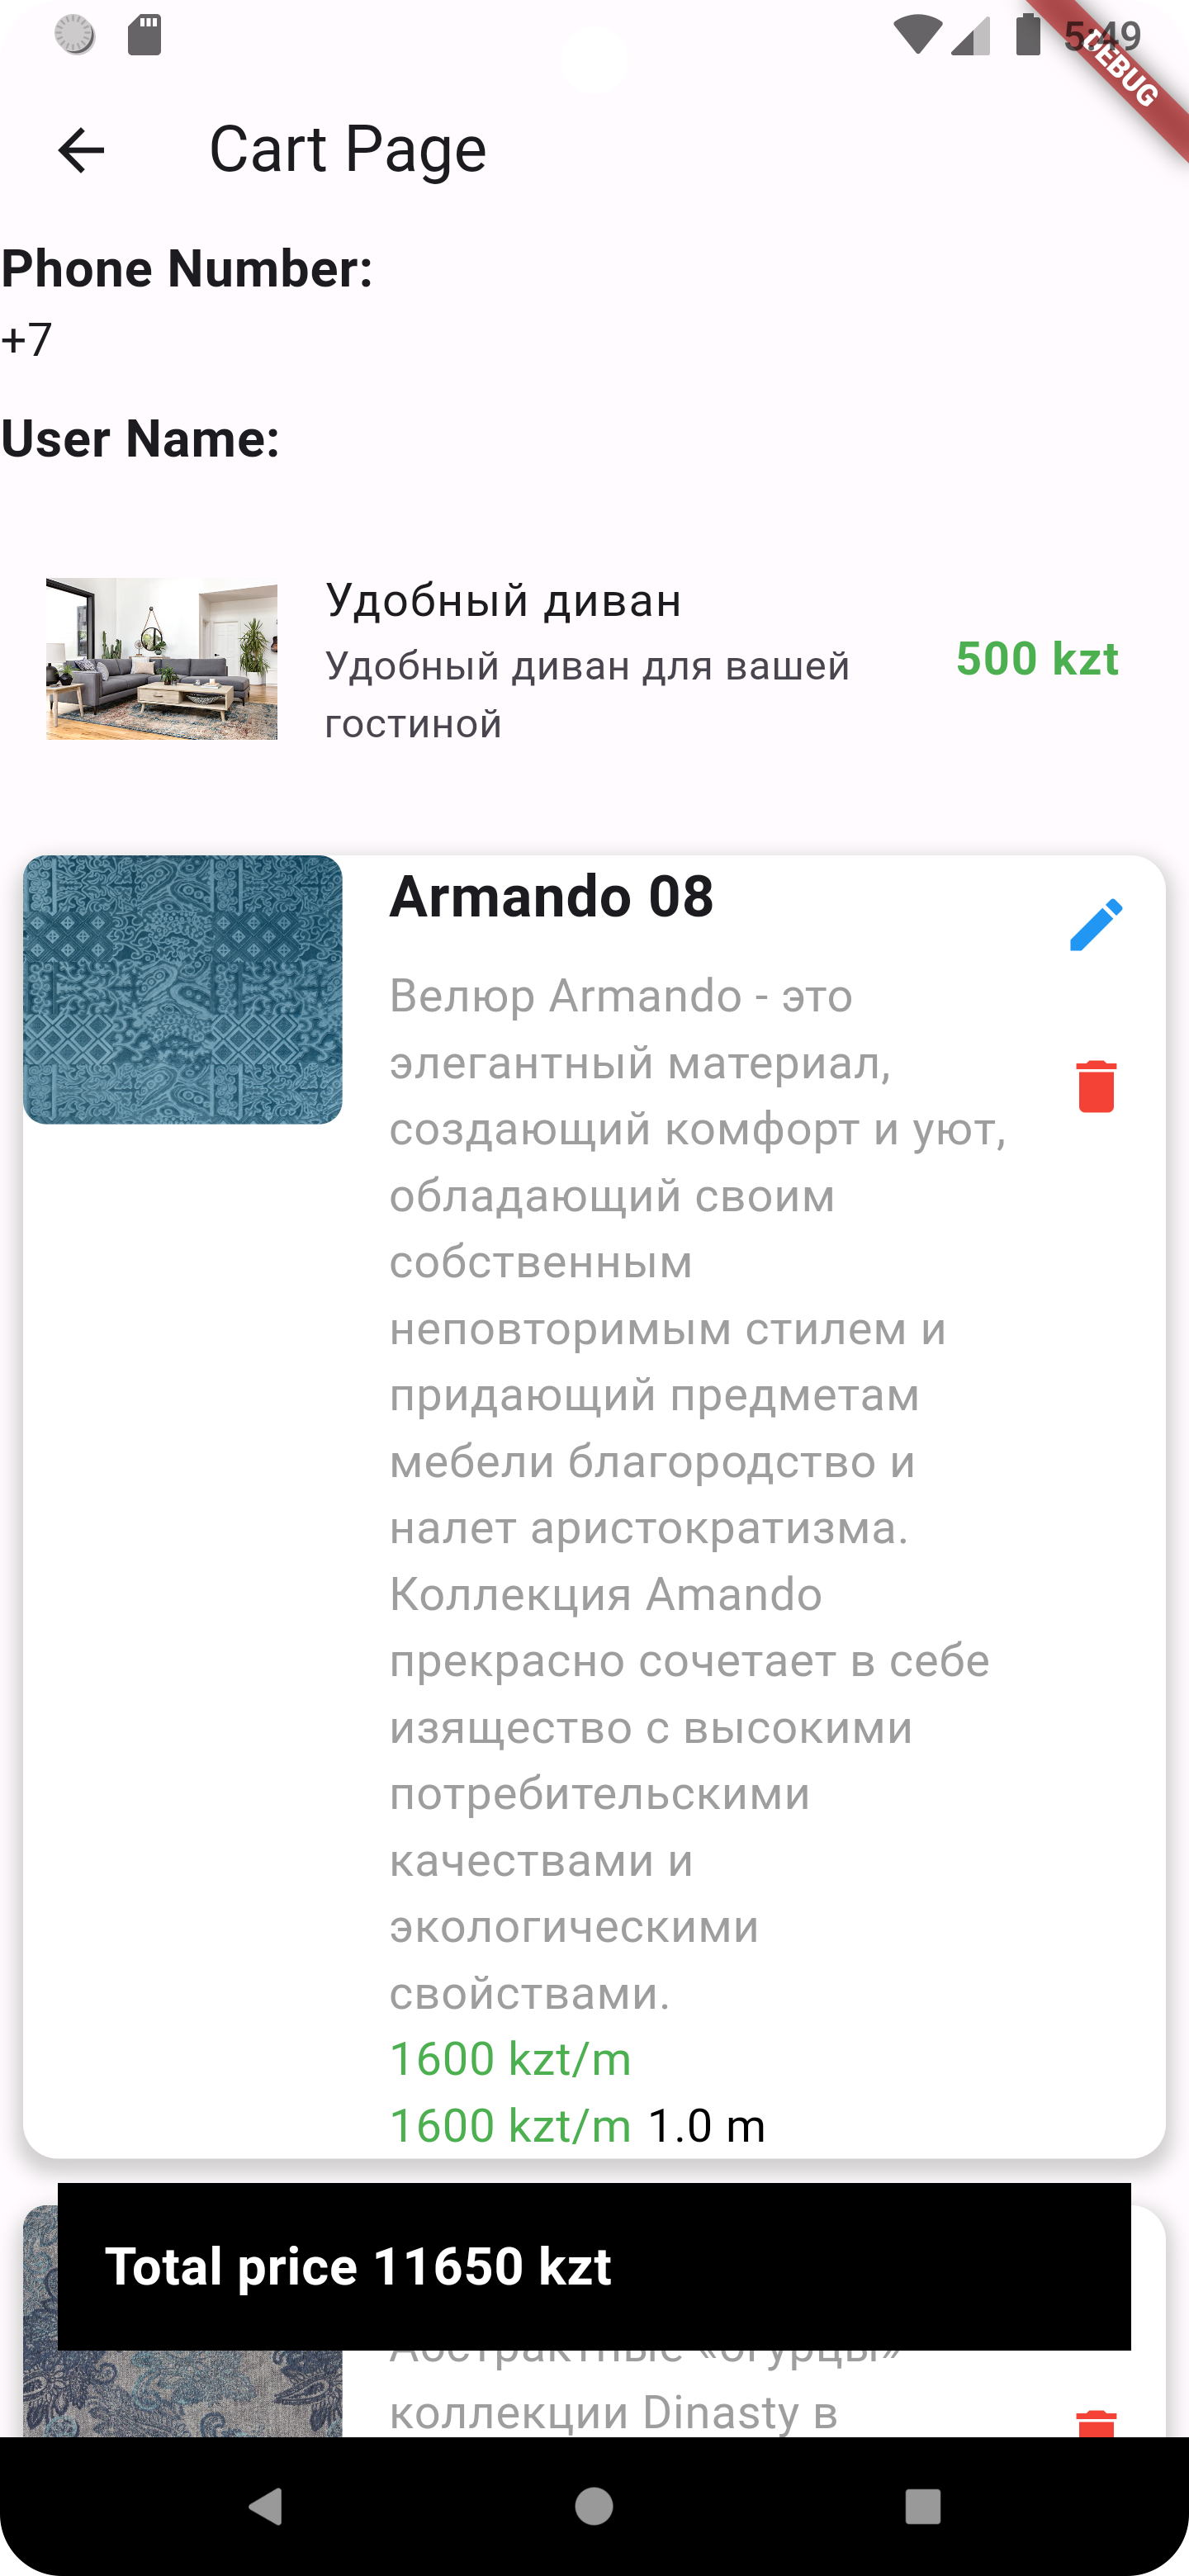 5:49
DEBUG
Cart Page
Phone Number:
+7
User Name:
Удобный диван
Удобный диван для вашей
гостиной
500 kzt
Armando 08
Велюр Armando - это
элегантный материал,
создающий комфорт и уют,
обладающий своим
собственным
неповторимым стилем и
придающий предметам
мебели благородство и
налет аристократизма.
Коллекция Amando
прекрасно сочетает в себе
изящество с высокими
потребительскими
качествами и
экологическими
свойствами.
1600 kzt/m
1600 kzt/m 1.0 m
Total price 11650 kzt
Абстрактные «огурцы»
коллекции Dinasty в